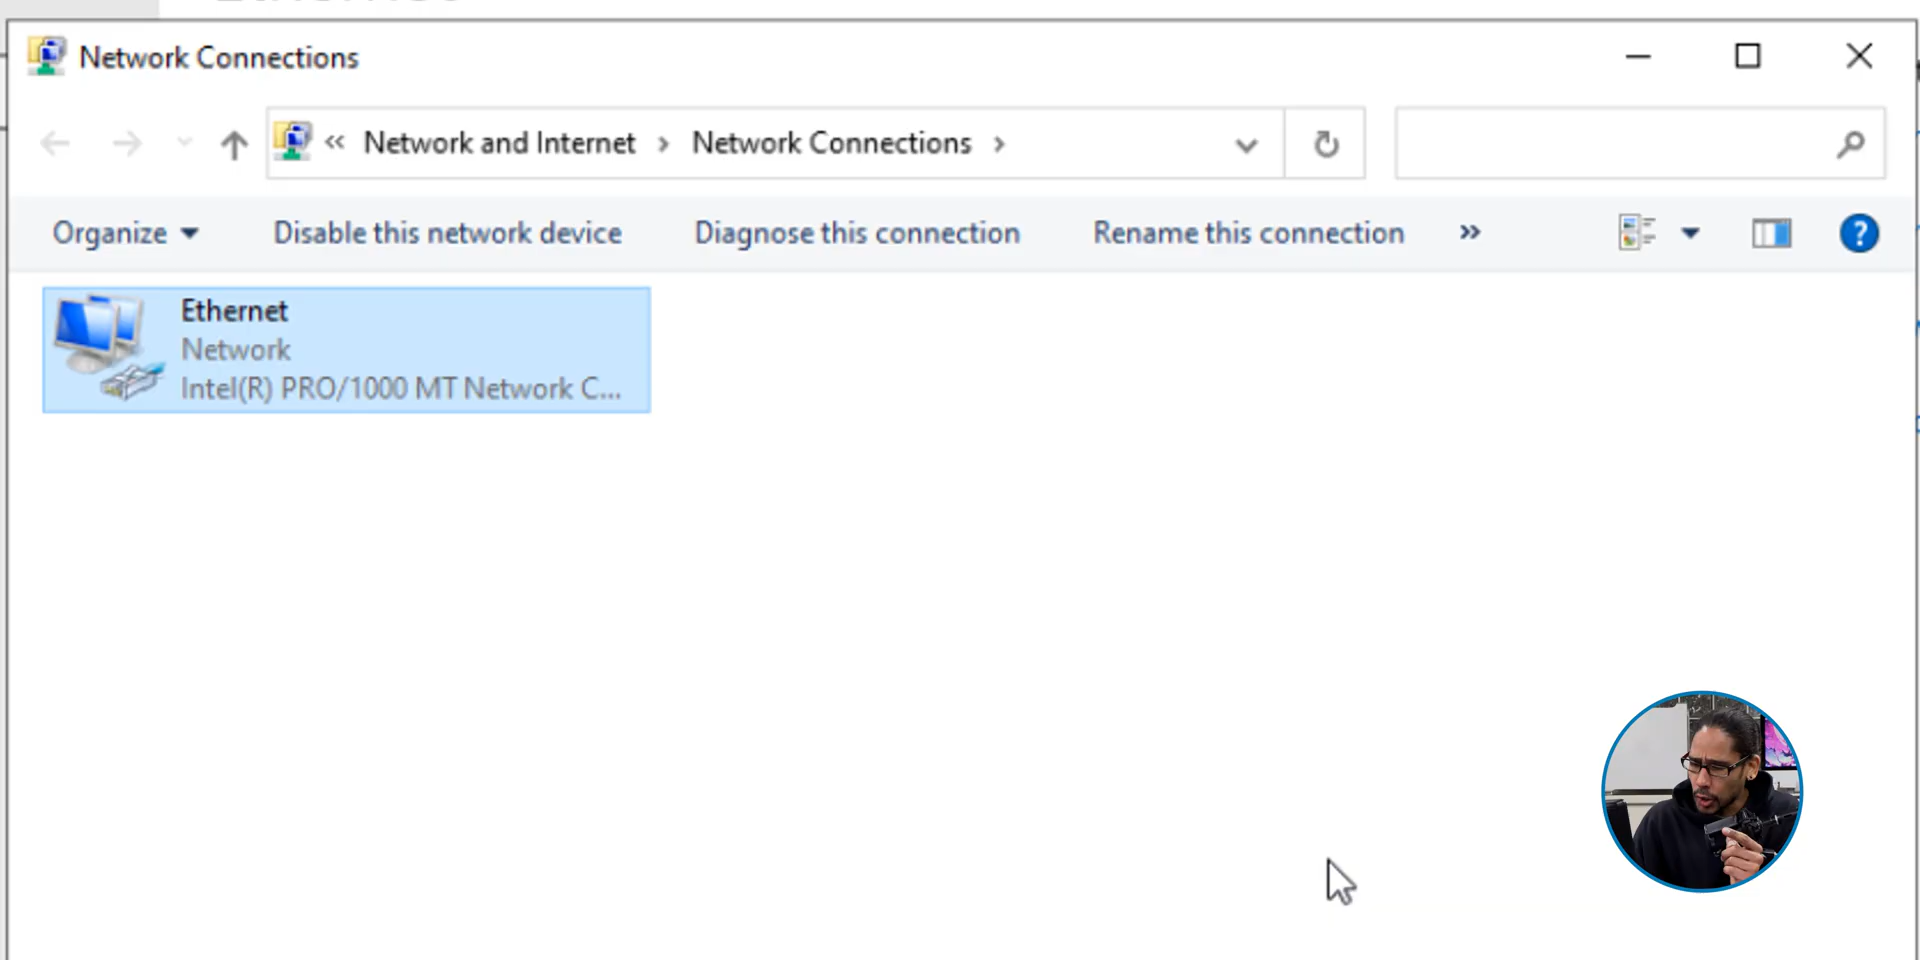 Network Connections
« Network and Internet > Network Connections >
Organize Disable this network device Diagnose this connection Rename this connection »
Ethernet
Network
Intel(R) PRO/1000 MT Network C...